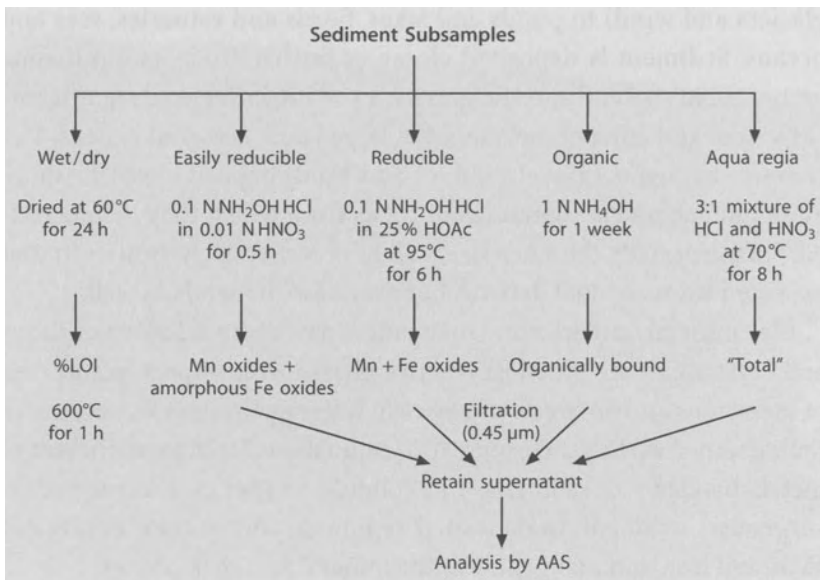 Sediment Subsamples
Wet/dry
Easily reducible
Reducible
Organic
Aqua regia
Dried at 60°C
for 24 h
0.1 N NH₂OH HCl
in 0.01 N HNO₃
for 0.5 h
0.1 N NH₂OH HCl
in 25% HOAc
at 95°C
for 6 h
1 N NH₄OH
for 1 week
3:1 mixture of
HCl and HNO₃
at 70°C
for 8 h
%LOI
Mn oxides +
amorphous Fe oxides
Mn + Fe oxides
Organically bound
"Total"
600°C
for 1 h
Filtration
(0.45 μm)
Retain supernatant
Analysis by AAS